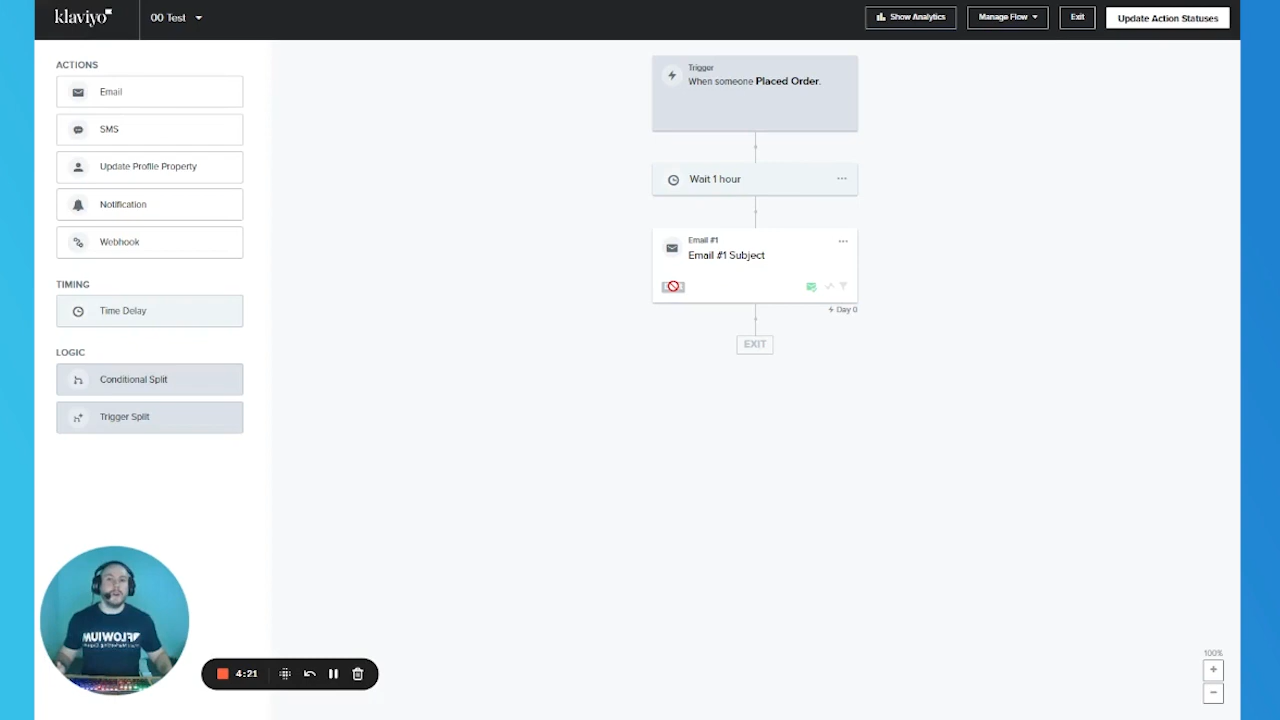 klaviyo
00 Test
Show Analytics
Manage Flow
Exit
Update Action Statuses
ACTIONS
Email
SMS
Update Profile Property
Notification
Webhook
TIMING
Time Delay
LOGIC
Conditional Split
Trigger Split
Trigger
When someone Placed Order.
Wait 1 hour
Email #1
Email #1 Subject
Day 0
EXIT
FLOWIUM
4:21
100%